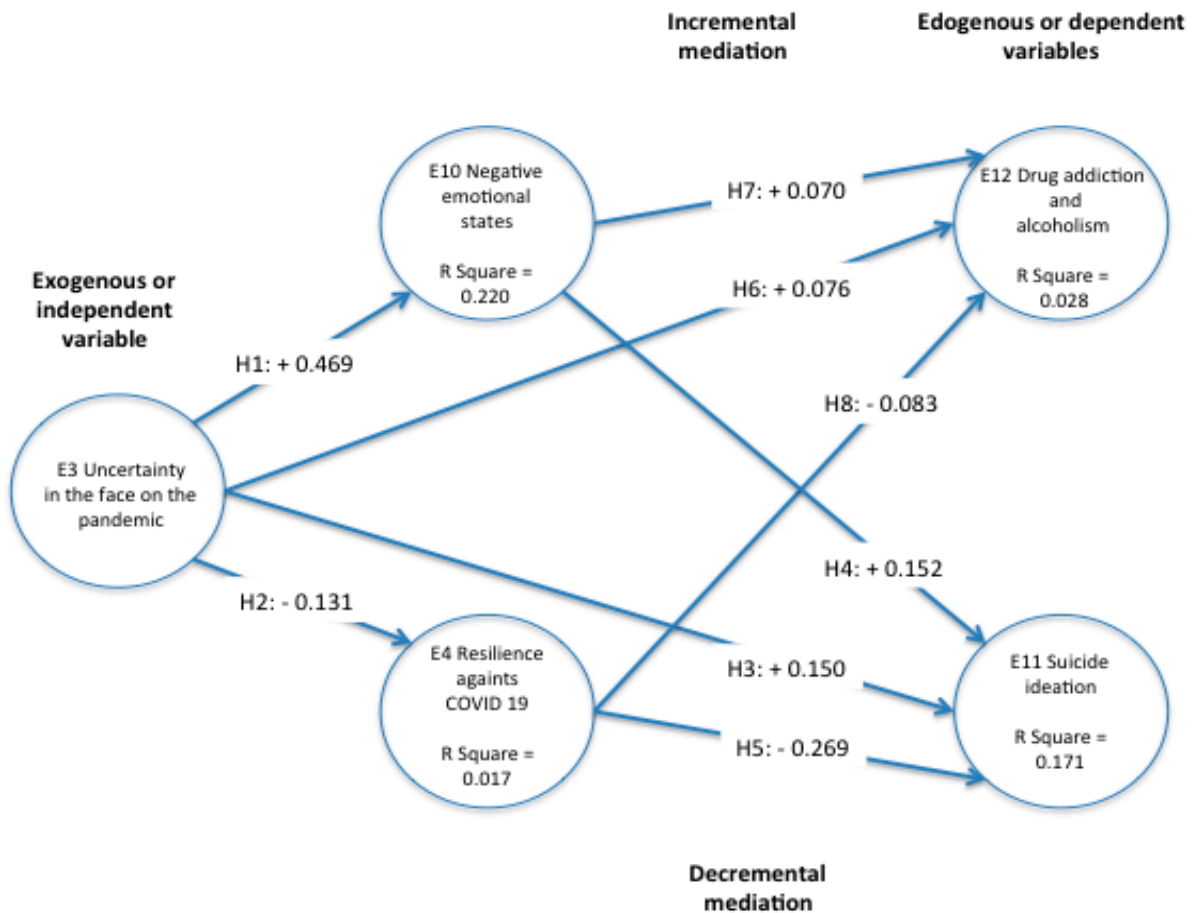 Incremental
mediation
Edogenous or dependent
variables
E10 Negative
emotional
states
R Square =
0.220
H7: + 0.070
E12 Drug addiction
and
alcoholism
R Square =
0.028
Exogenous or
independent
variable
H6: + 0.076
H1: + 0.469
H8: - 0.083
E3 Uncertainty
in the face on the
pandemic
H4: + 0.152
H2: - 0.131
E4 Resilience
againts
COVID 19
R Square =
0.017
H3: + 0.150
H5: - 0.269
E11 Suicide
ideation
R Square =
0.171
Decremental
mediation